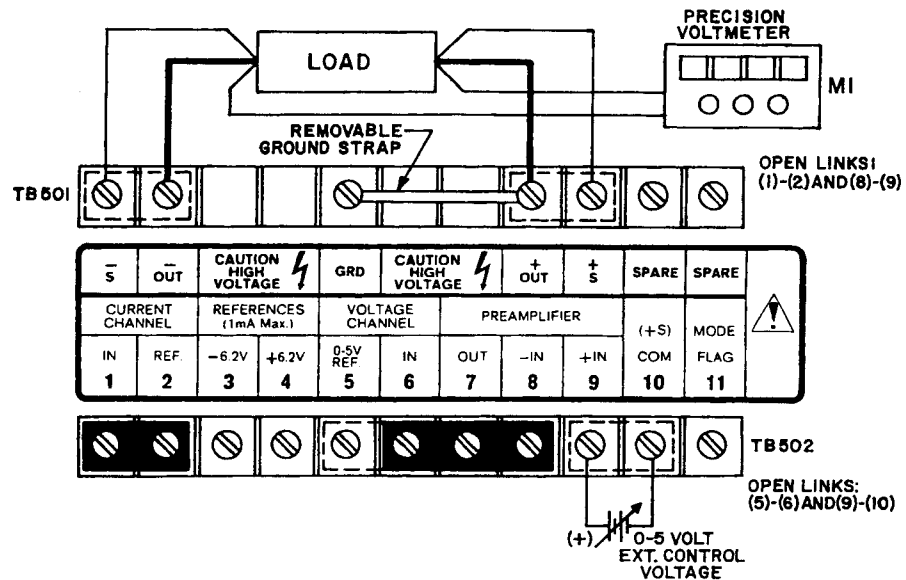 PRECISION
VOLTMETER
LOAD
M1
REMOVABLE
GROUND STRAP
OPEN LINKS:
(1)-(2) AND (8)-(9)
TB501
– S
– OUT
CAUTION
HIGH
VOLTAGE
GRD
CAUTION
HIGH
VOLTAGE
+ OUT
+ S
SPARE
SPARE
CURRENT
CHANNEL
REFERENCES
(1mA Max.)
VOLTAGE
CHANNEL
PREAMPLIFIER
(+S)
MODE
IN
REF.
–6.2V
+6.2V
0-5V
REF.
IN
OUT
–IN
+IN
COM
FLAG
1 2 3 4 5 6 7 8 9 10 11
TB502
OPEN LINKS:
(5)-(6) AND (9)-(10)
(+)
0-5 VOLT
EXT. CONTROL
VOLTAGE